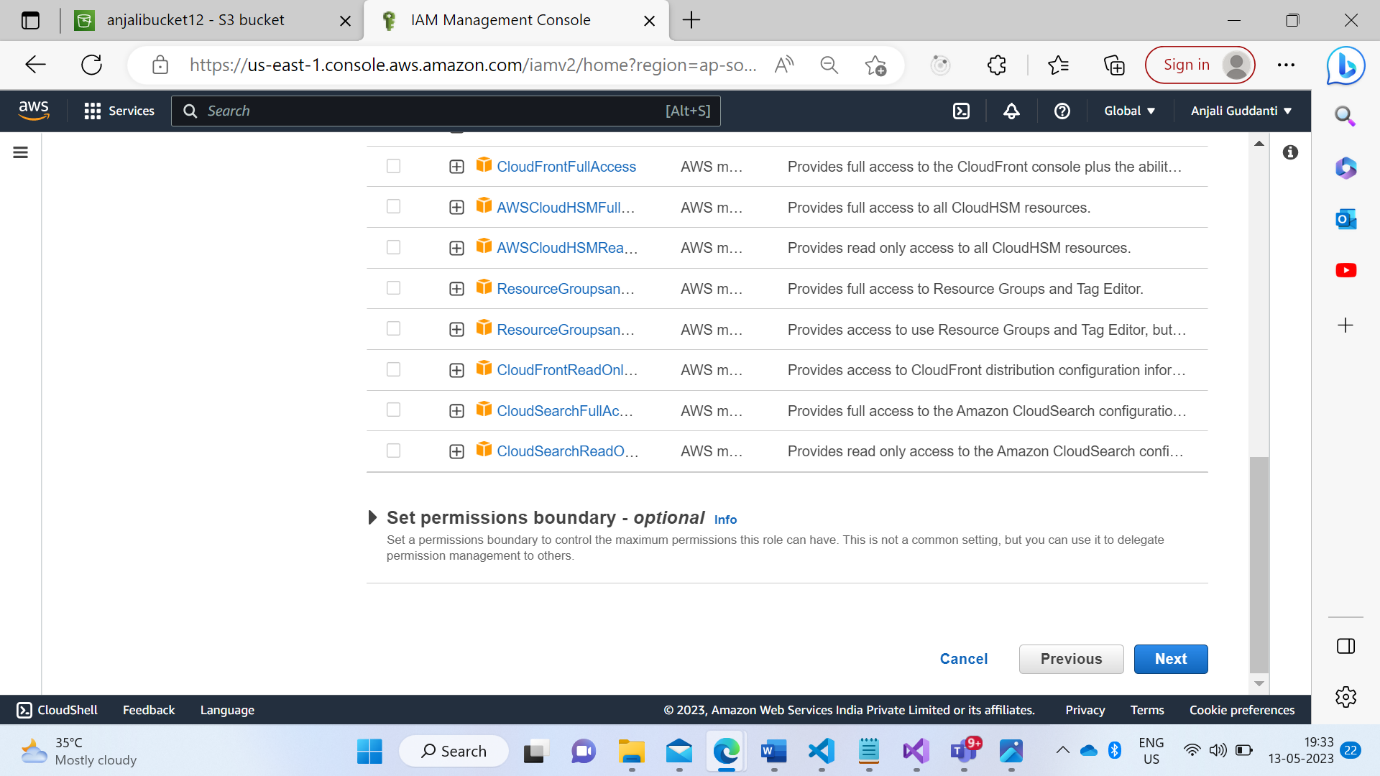 anjalibucket12 - S3 bucket
IAM Management Console
https://us-east-1.console.aws.amazon.com/iamv2/home?region=ap-so...
Sign in
aws
Services
Search
[Alt+S]
Global
Anjali Guddanti
CloudFrontFullAccess AWS m... Provides full access to the CloudFront console plus the abilit...
AWSCloudHSMFull... AWS m... Provides full access to all CloudHSM resources.
AWSCloudHSMRea... AWS m... Provides read only access to all CloudHSM resources.
ResourceGroupsan... AWS m... Provides full access to Resource Groups and Tag Editor.
ResourceGroupsan... AWS m... Provides access to use Resource Groups and Tag Editor, but...
CloudFrontReadOnl... AWS m... Provides access to CloudFront distribution configuration infor...
CloudSearchFullAc... AWS m... Provides full access to the Amazon CloudSearch configuratio...
CloudSearchReadO... AWS m... Provides read only access to the Amazon CloudSearch confi...
Set permissions boundary - optional Info
Set a permissions boundary to control the maximum permissions this role can have. This is not a common setting, but you can use it to delegate
permission management to others.
Cancel
Previous
Next
CloudShell
Feedback
Language
© 2023, Amazon Web Services India Private Limited or its affiliates.
Privacy
Terms
Cookie preferences
35°C
Mostly cloudy
Search
9+
ENG
US
19:33
13-05-2023
22